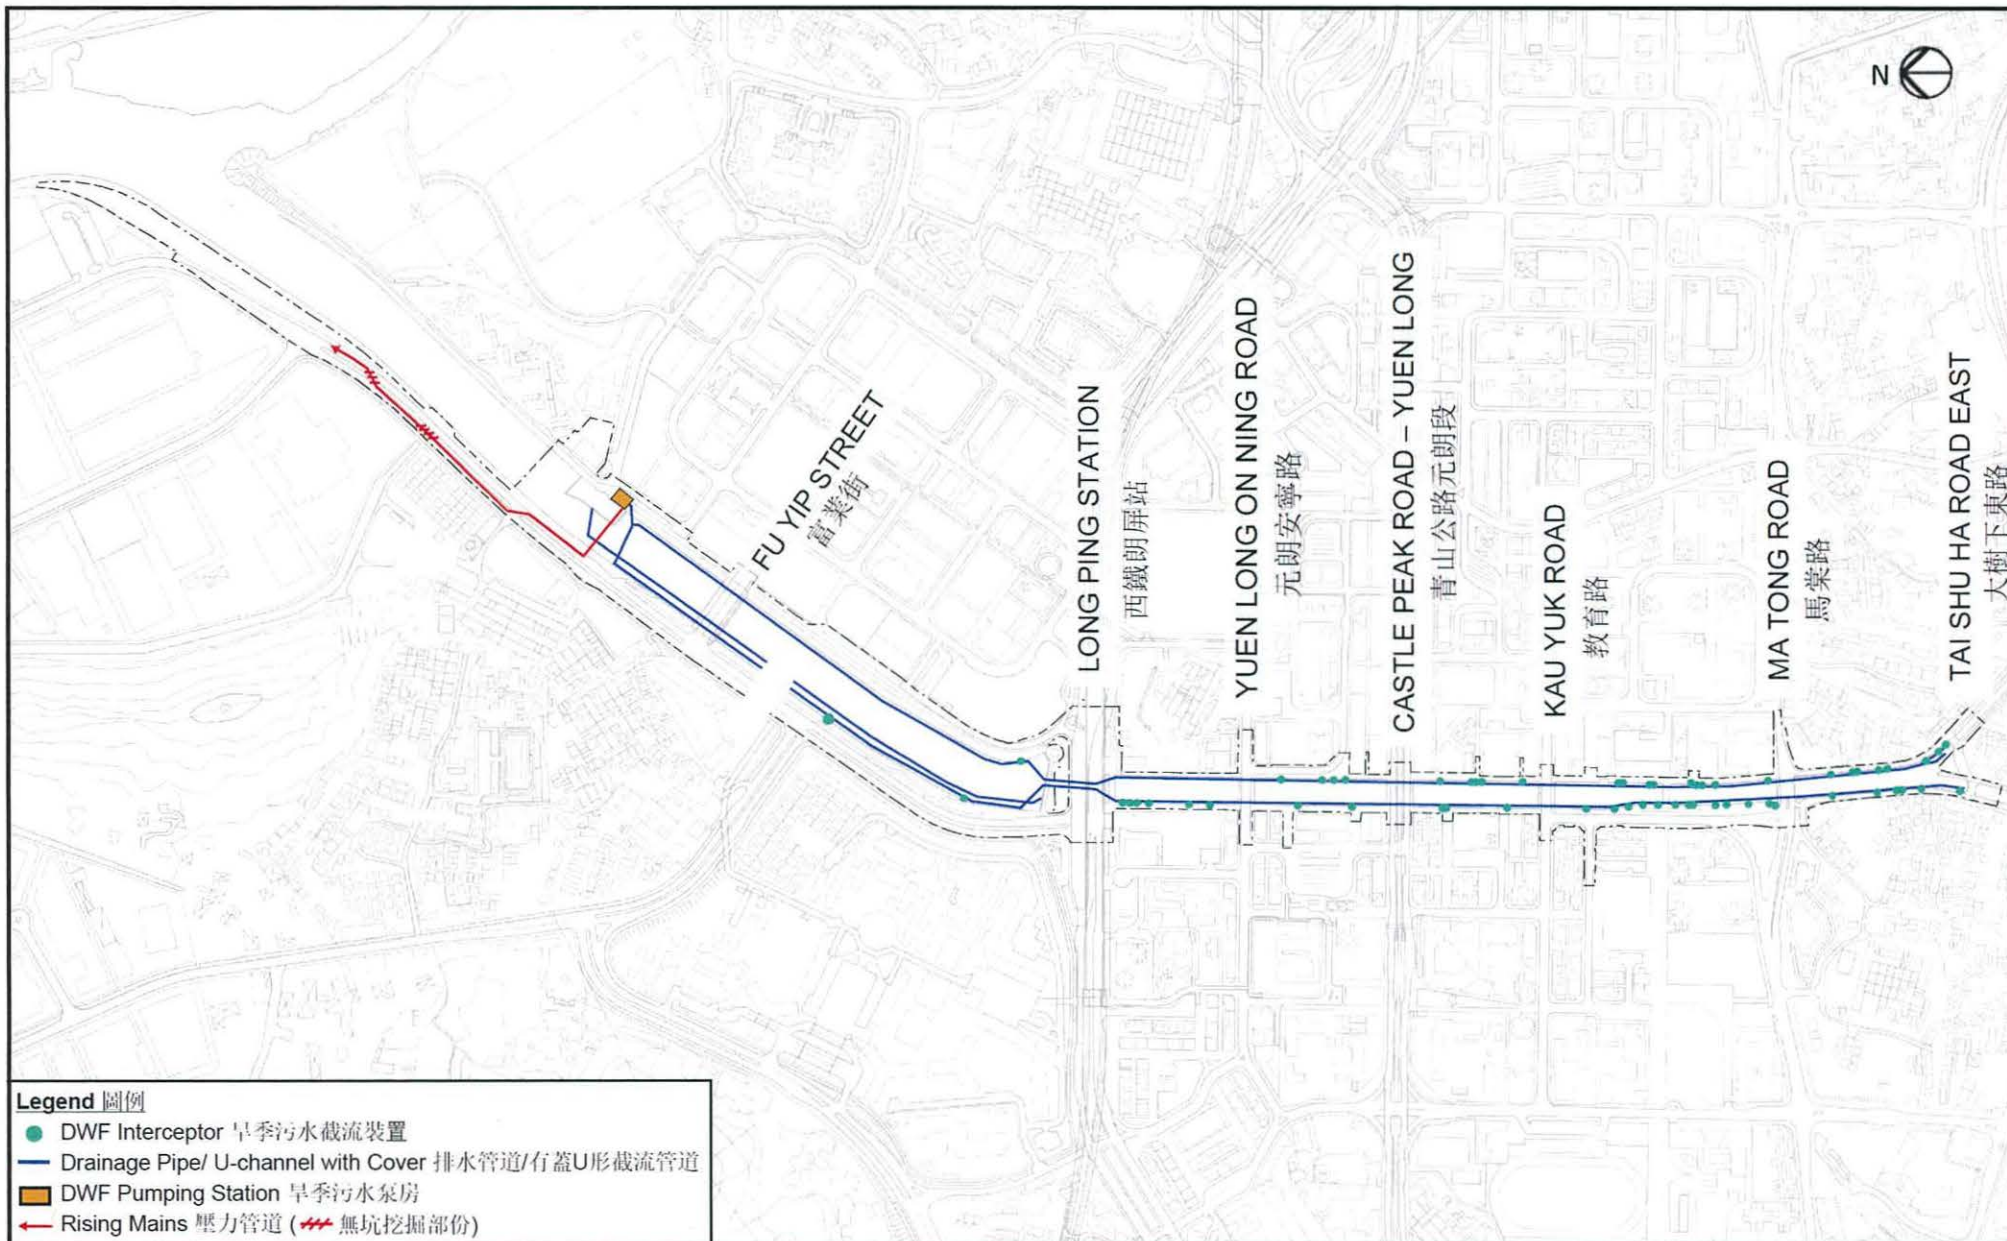 N
FU YIP STREET
富業街
LONG PING STATION
西鐵朗屏站
YUEN LONG ON NING ROAD
元朗安寧路
CASTLE PEAK ROAD – YUEN LONG
青山公路元朗段
KAU YUK ROAD
教育路
MA TONG ROAD
馬棠路
TAI SHU HA ROAD EAST
大樹下東路
Legend 圖例
DWF Interceptor 旱季污水截流裝置
Drainage Pipe/ U-channel with Cover 排水管道/有蓋U形截流管道
DWF Pumping Station 旱季污水泵房
Rising Mains 壓力管道 ( 無坑挖掘部份)